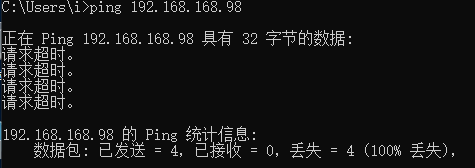 C:\Users\i>ping 192.168.168.98
正在 Ping 192.168.168.98 具有 32 字节的数据:
请求超时。
请求超时。
请求超时。
请求超时。
192.168.168.98 的 Ping 统计信息:
数据包: 已发送 = 4, 已接收 = 0, 丢失 = 4 (100% 丢失),